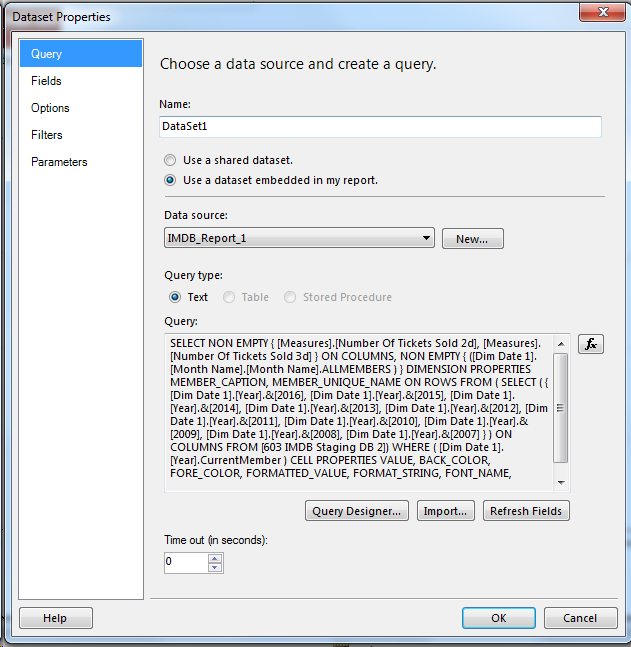 Dataset Properties
Query
Fields
Options
Filters
Parameters
Choose a data source and create a query.
Name:
DataSet1
Use a shared dataset.
Use a dataset embedded in my report.
Data source:
IMDB_Report_1
New...
Query type:
Text
Table
Stored Procedure
Query:
SELECT NON EMPTY { [Measures].[Number Of Tickets Sold 2d], [Measures].
[Number Of Tickets Sold 3d] } ON COLUMNS, NON EMPTY { ([Dim Date 1].
[Month Name].[Month Name].ALLMEMBERS ) } DIMENSION PROPERTIES
MEMBER_CAPTION, MEMBER_UNIQUE_NAME ON ROWS FROM ( SELECT ( {
[Dim Date 1].[Year].&[2016], [Dim Date 1].[Year].&[2015], [Dim Date 1].
[Year].&[2014], [Dim Date 1].[Year].&[2013], [Dim Date 1].[Year].&[2012], [Dim
Date 1].[Year].&[2011], [Dim Date 1].[Year].&[2010], [Dim Date 1].[Year].&
[2009], [Dim Date 1].[Year].&[2008], [Dim Date 1].[Year].&[2007] } ) ON
COLUMNS FROM [603 IMDB Staging DB 2]) WHERE ( [Dim Date 1].
[Year].CurrentMember ) CELL PROPERTIES VALUE, BACK_COLOR,
FORE_COLOR, FORMATTED_VALUE, FORMAT_STRING, FONT_NAME,
fx
Query Designer...
Import...
Refresh Fields
Time out (in seconds):
0
Help
OK
Cancel